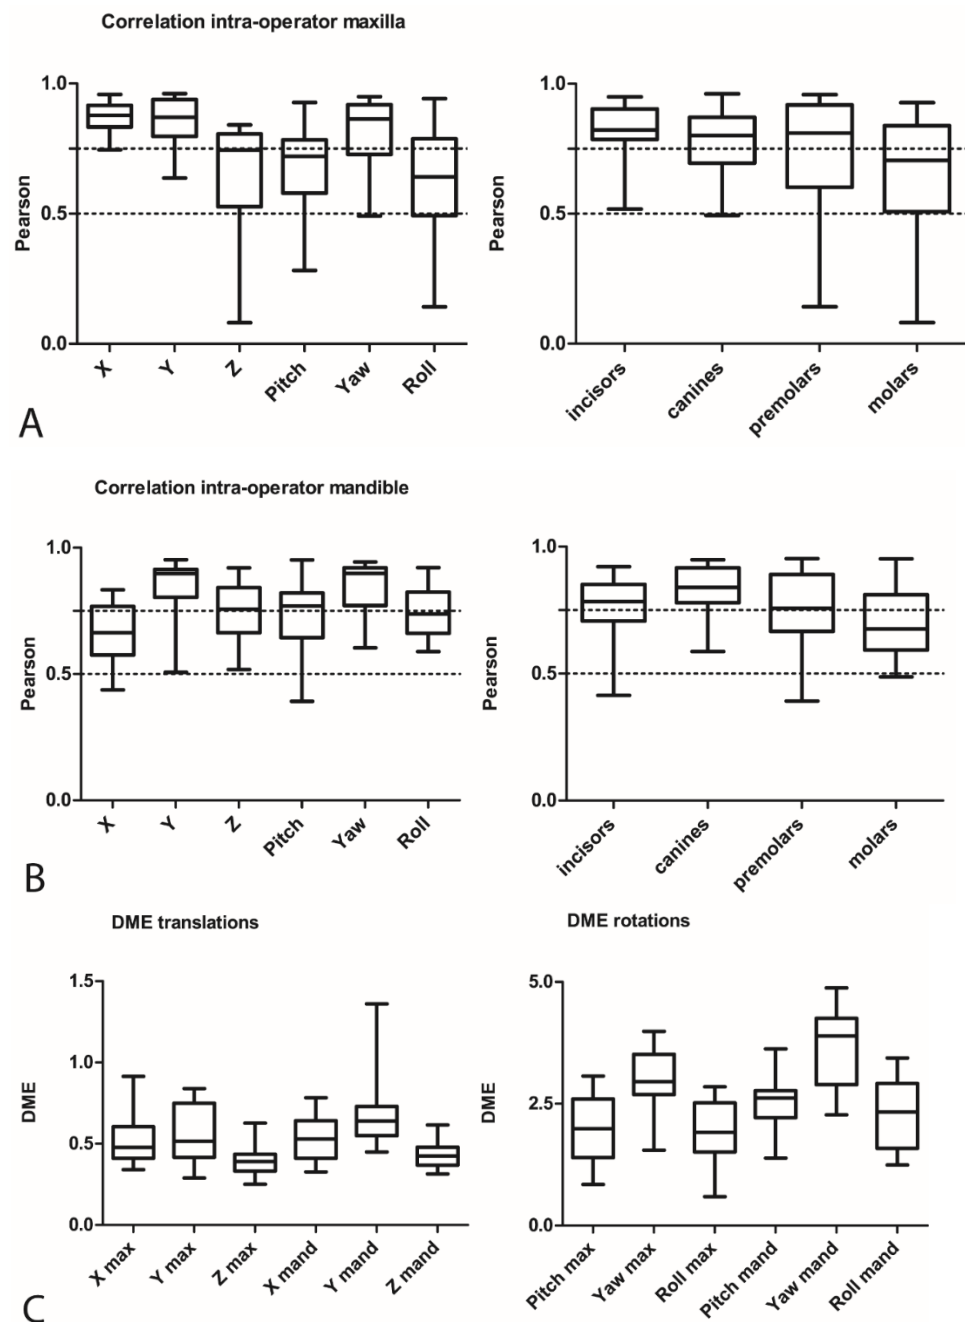 Correlation intra-operator maxilla
1.0
0.5
0.0
Pearson
X
Y
Z
Pitch
Yaw
Roll
1.0
0.5
0.0
Pearson
incisors
canines
premolars
molars
A
Correlation intra-operator mandible
1.0
0.5
0.0
Pearson
X
Y
Z
Pitch
Yaw
Roll
1.0
0.5
0.0
Pearson
incisors
canines
premolars
molars
B
DME translations
1.5
1.0
0.5
0.0
DME
X max
Y max
Z max
X mand
Y mand
Z mand
DME rotations
5.0
2.5
0.0
DME
Pitch max
Yaw max
Roll max
Pitch mand
Yaw mand
Roll mand
C